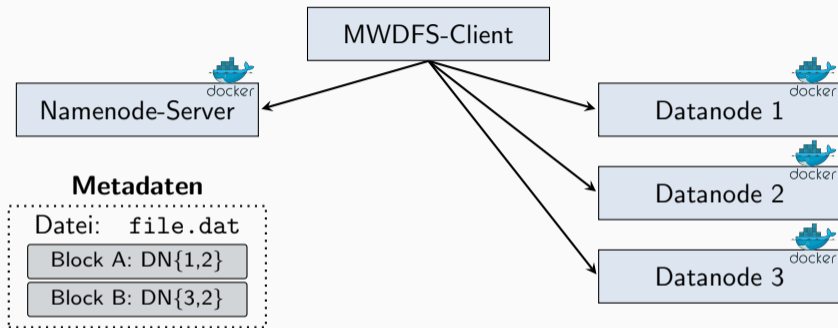 MWDFS-Client
docker
Namenode-Server
docker
Datanode 1
docker
Datanode 2
docker
Datanode 3
Metadaten
Datei: file.dat
Block A: DN{1,2}
Block B: DN{3,2}